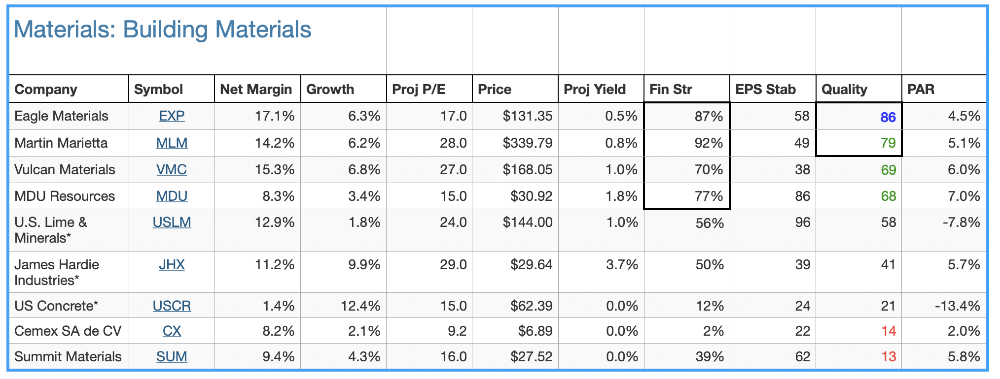 Materials: Building Materials
Company Symbol Net Margin Growth Proj P/E Price Proj Yield Fin Str EPS Stab Quality PAR
Eagle Materials EXP 17.1% 6.3% 17.0 $131.35 0.5% 87% 58 86 4.5%
Martin Marietta MLM 14.2% 6.2% 28.0 $339.79 0.8% 92% 49 79 5.1%
Vulcan Materials VMC 15.3% 6.8% 27.0 $168.05 1.0% 70% 38 69 6.0%
MDU Resources MDU 8.3% 3.4% 15.0 $30.92 1.8% 77% 86 68 7.0%
U.S. Lime & USLM 12.9% 1.8% 24.0 $144.00 1.0% 56% 96 58 -7.8%
Minerals*
James Hardie JHX 11.2% 9.9% 29.0 $29.64 3.7% 50% 39 41 5.7%
Industries*
US Concrete* USCR 1.4% 12.4% 15.0 $62.39 0.0% 12% 24 21 -13.4%
Cemex SA de CV CX 8.2% 2.1% 9.2 $6.89 0.0% 2% 22 14 2.0%
Summit Materials SUM 9.4% 4.3% 16.0 $27.52 0.0% 39% 62 13 5.8%